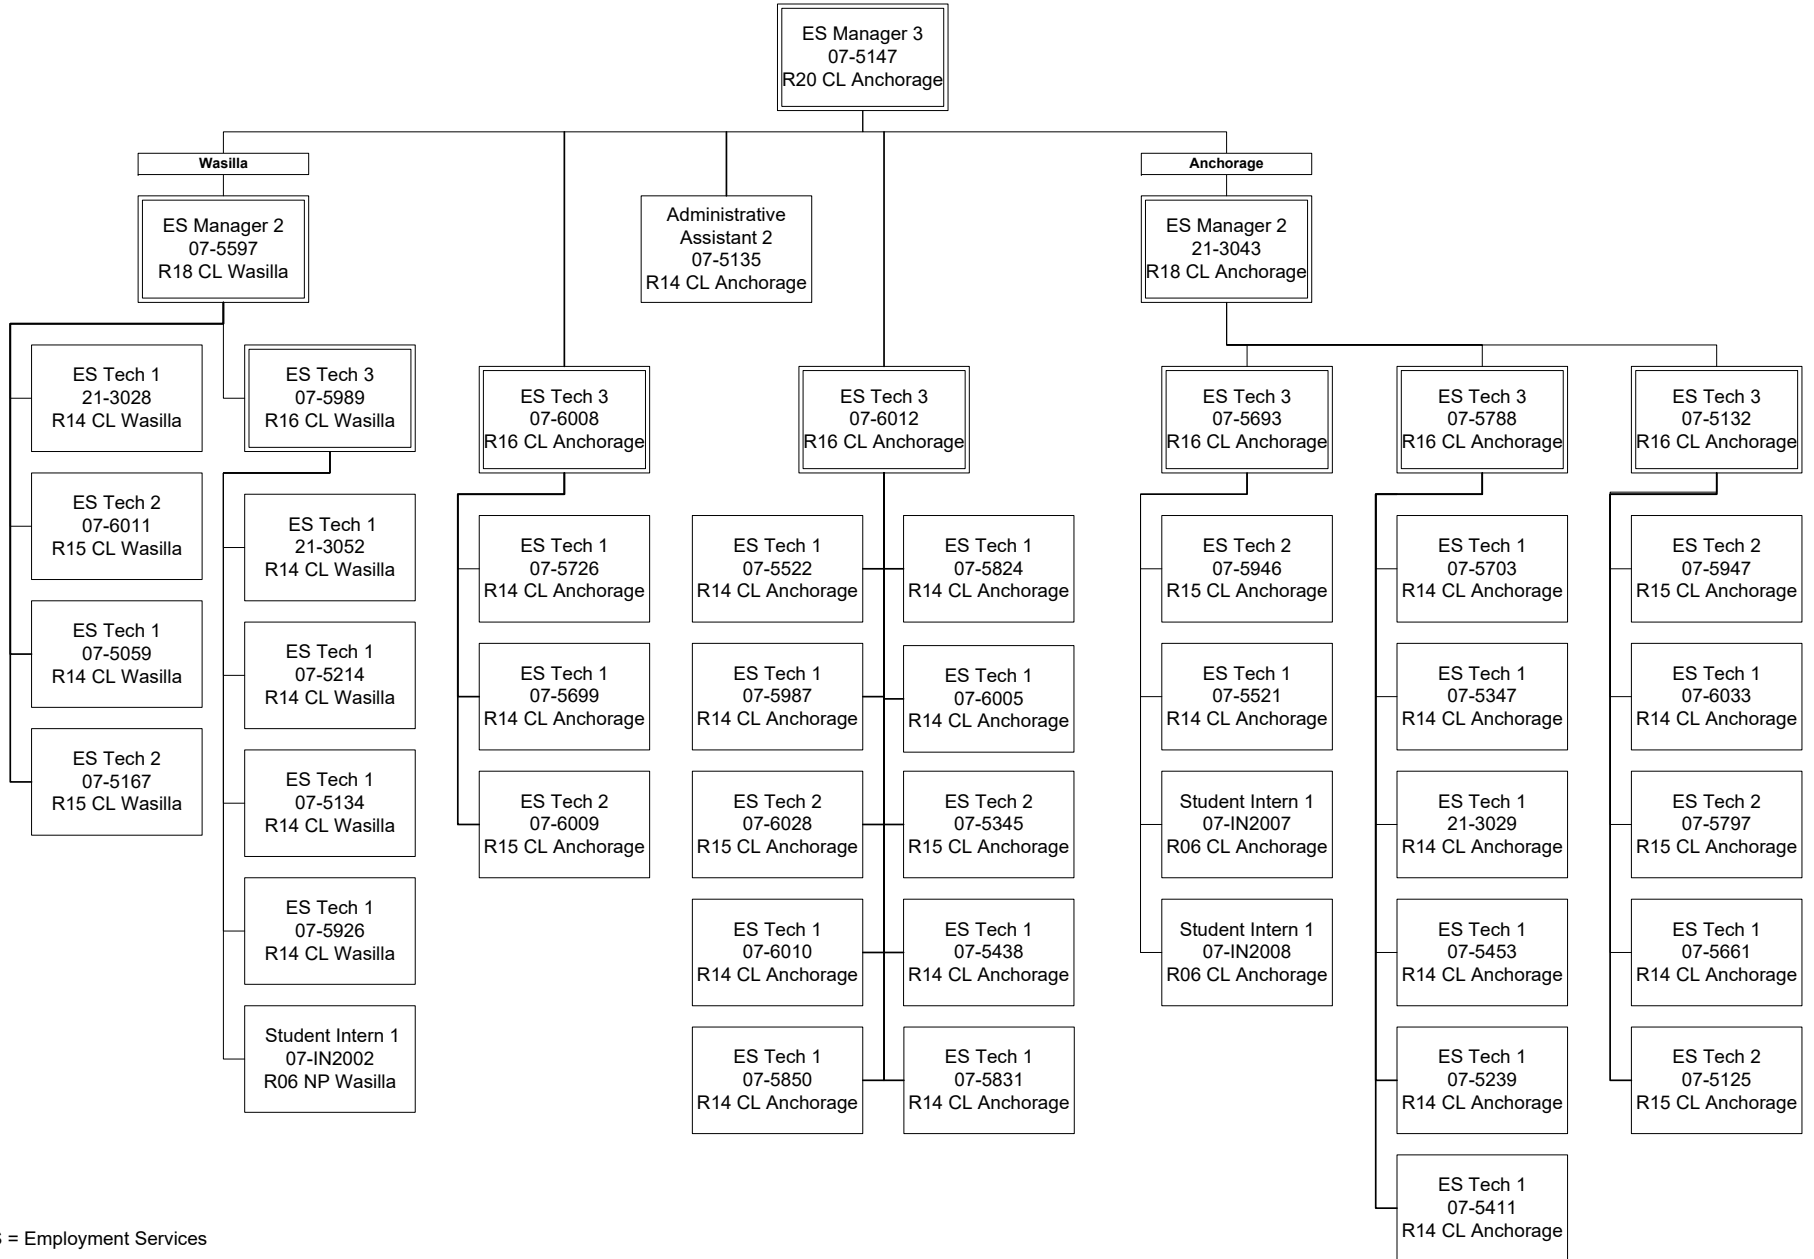 ES Manager 3
07-5147
R20 CL Anchorage
Wasilla
Anchorage
ES Manager 2
07-5597
R18 CL Wasilla
Administrative
Assistant 2
07-5135
R14 CL Anchorage
ES Manager 2
21-3043
R18 CL Anchorage
ES Tech 1
21-3028
R14 CL Wasilla
ES Tech 2
07-6011
R15 CL Wasilla
ES Tech 1
07-5059
R14 CL Wasilla
ES Tech 2
07-5167
R15 CL Wasilla
ES Tech 3
07-5989
R16 CL Wasilla
ES Tech 1
21-3052
R14 CL Wasilla
ES Tech 1
07-5214
R14 CL Wasilla
ES Tech 1
07-5134
R14 CL Wasilla
ES Tech 1
07-5926
R14 CL Wasilla
Student Intern 1
07-IN2002
R06 NP Wasilla
ES Tech 3
07-6008
R16 CL Anchorage
ES Tech 1
07-5726
R14 CL Anchorage
ES Tech 1
07-5699
R14 CL Anchorage
ES Tech 2
07-6009
R15 CL Anchorage
ES Tech 3
07-6012
R16 CL Anchorage
ES Tech 1
07-5522
R14 CL Anchorage
ES Tech 1
07-5824
R14 CL Anchorage
ES Tech 1
07-5987
R14 CL Anchorage
ES Tech 1
07-6005
R14 CL Anchorage
ES Tech 2
07-6028
R15 CL Anchorage
ES Tech 2
07-5345
R15 CL Anchorage
ES Tech 1
07-6010
R14 CL Anchorage
ES Tech 1
07-5438
R14 CL Anchorage
ES Tech 1
07-5850
R14 CL Anchorage
ES Tech 1
07-5831
R14 CL Anchorage
ES Tech 3
07-5693
R16 CL Anchorage
ES Tech 2
07-5946
R15 CL Anchorage
ES Tech 1
07-5521
R14 CL Anchorage
Student Intern 1
07-IN2007
R06 CL Anchorage
Student Intern 1
07-IN2008
R06 CL Anchorage
ES Tech 3
07-5788
R16 CL Anchorage
ES Tech 1
07-5703
R14 CL Anchorage
ES Tech 1
07-5347
R14 CL Anchorage
ES Tech 1
21-3029
R14 CL Anchorage
ES Tech 1
07-5453
R14 CL Anchorage
ES Tech 1
07-5239
R14 CL Anchorage
ES Tech 1
07-5411
R14 CL Anchorage
ES Tech 3
07-5132
R16 CL Anchorage
ES Tech 2
07-5947
R15 CL Anchorage
ES Tech 1
07-6033
R14 CL Anchorage
ES Tech 2
07-5797
R15 CL Anchorage
ES Tech 1
07-5661
R14 CL Anchorage
ES Tech 2
07-5125
R15 CL Anchorage
= Employment Services